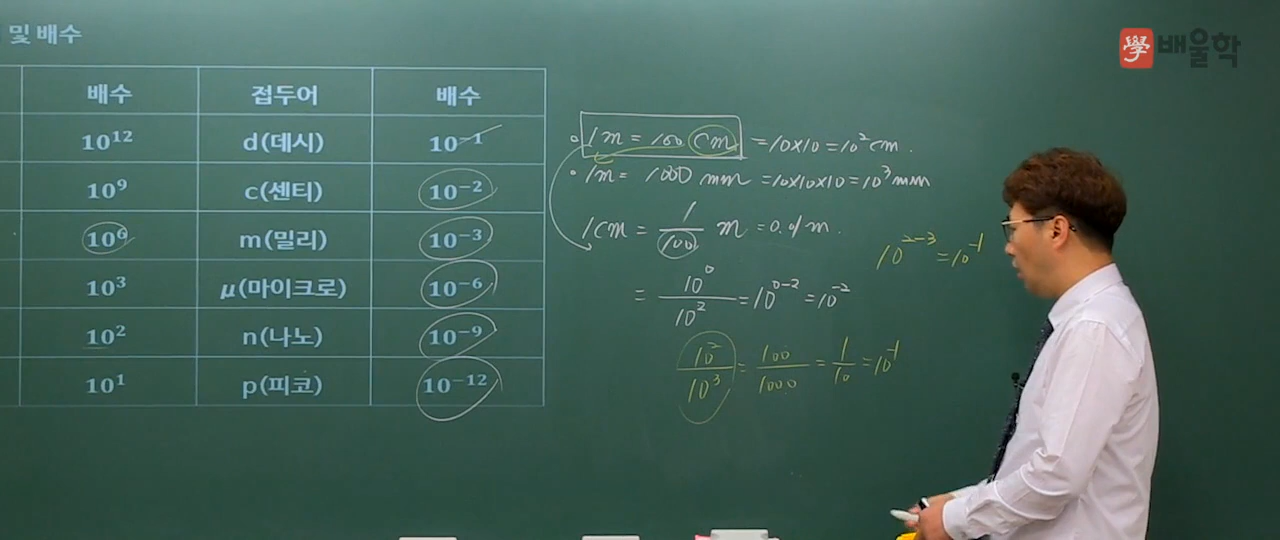 및 배수
學 배울학
배수 접두어 배수
10¹² d(데시) 10⁻¹
10⁹ c(센티) 10⁻²
10⁶ m(밀리) 10⁻³
10³ μ(마이크로) 10⁻⁶
10² n(나노) 10⁻⁹
10¹ p(피코) 10⁻¹²
1m = 100 cm = 10×10 = 10² cm.
1m = 1000 mm = 10×10×10 = 10³ mm
1cm = 1/100 m = 0.01m.
= 10⁰/10² = 10⁰⁻² = 10⁻²
10²⁻³ = 10⁻¹
10²/10³ = 100/1000 = 1/10 = 10⁻¹